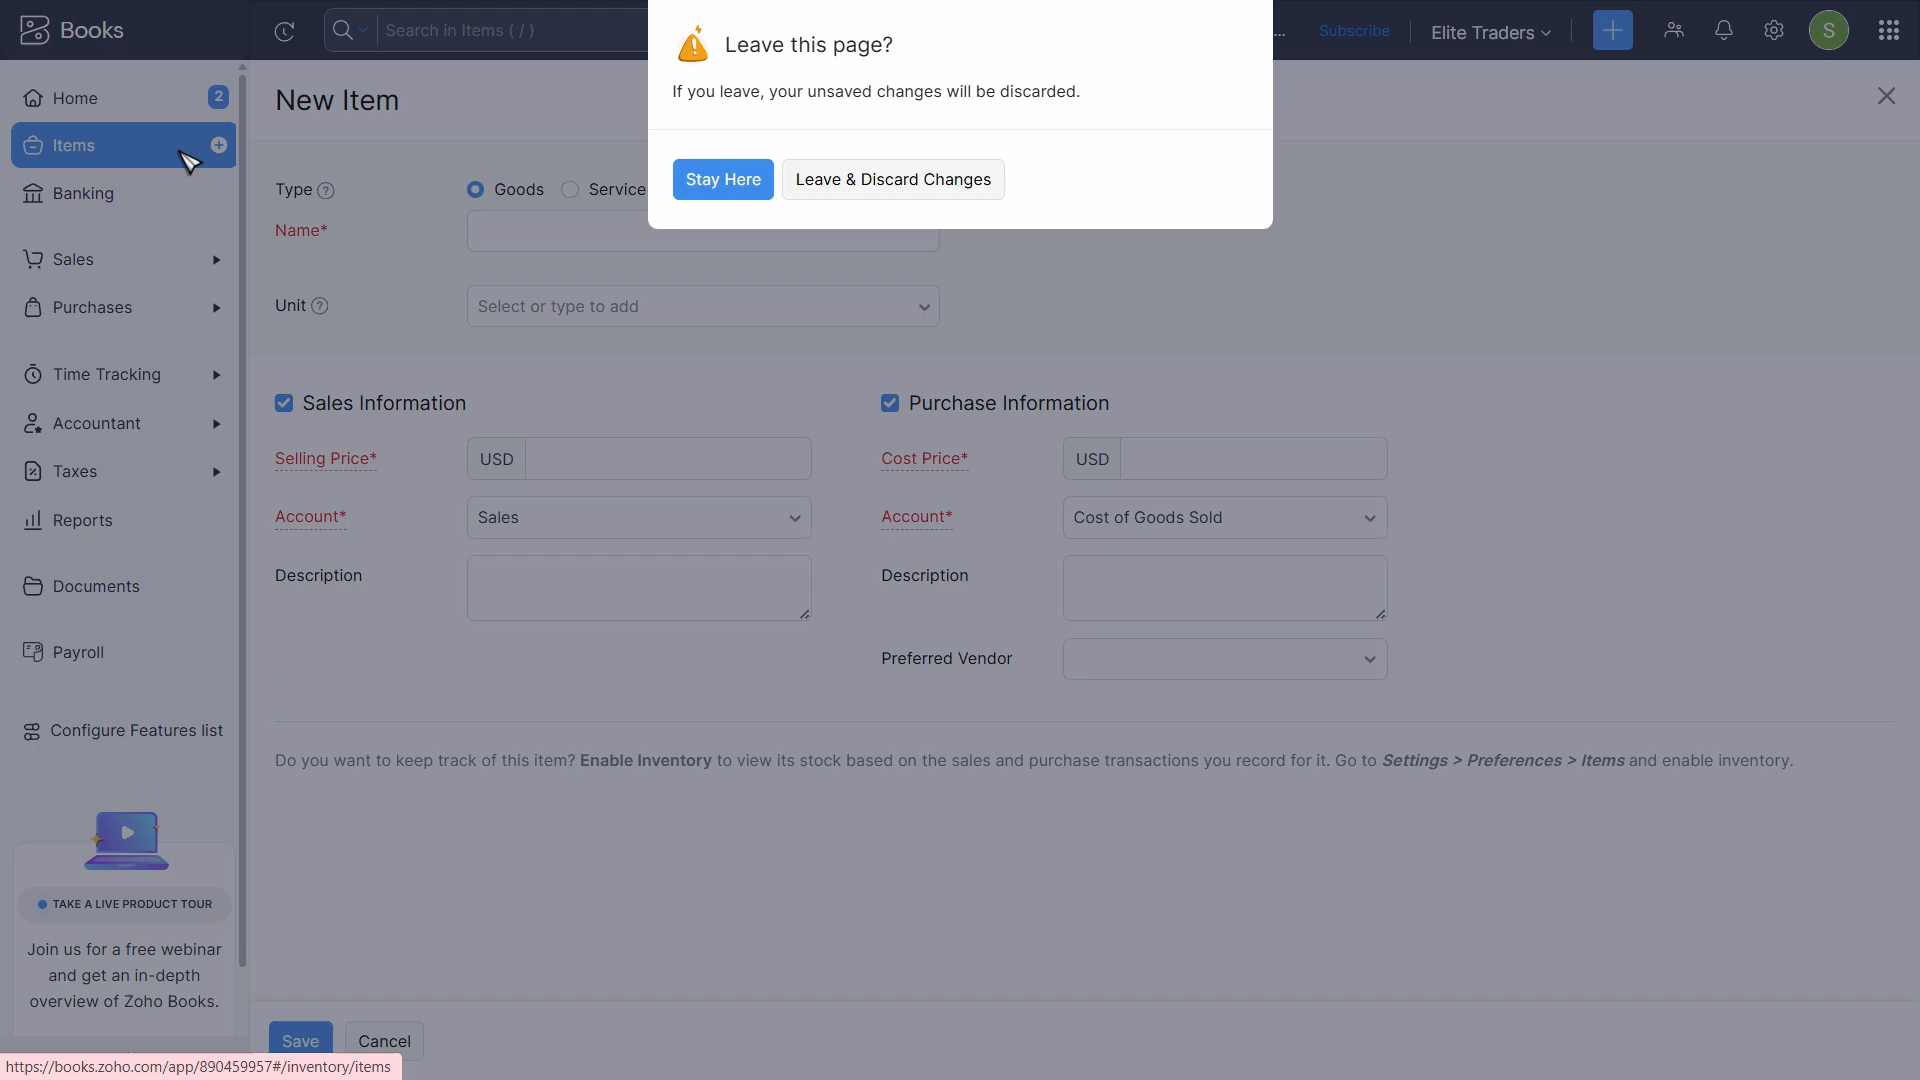 Books
Search in Items ( / )
...
Subscribe
Elite Traders
S
Leave this page?
If you leave, your unsaved changes will be discarded.
Stay Here
Leave & Discard Changes
Home
2
Items
Banking
Sales
Purchases
Time Tracking
Accountant
Taxes
Reports
Documents
Payroll
Configure Features list
TAKE A LIVE PRODUCT TOUR
Join us for a free webinar
and get an in-depth
overview of Zoho Books.
New Item
Type ?
Goods
Service
Name*
Unit ?
Select or type to add
Sales Information
Selling Price*
USD
Account*
Sales
Description
Purchase Information
Cost Price*
USD
Account*
Cost of Goods Sold
Description
Preferred Vendor
Do you want to keep track of this item? Enable Inventory to view its stock based on the sales and purchase transactions you record for it. Go to Settings > Preferences > Items and enable inventory.
Save
Cancel
https://books.zoho.com/app/890459957#/inventory/items